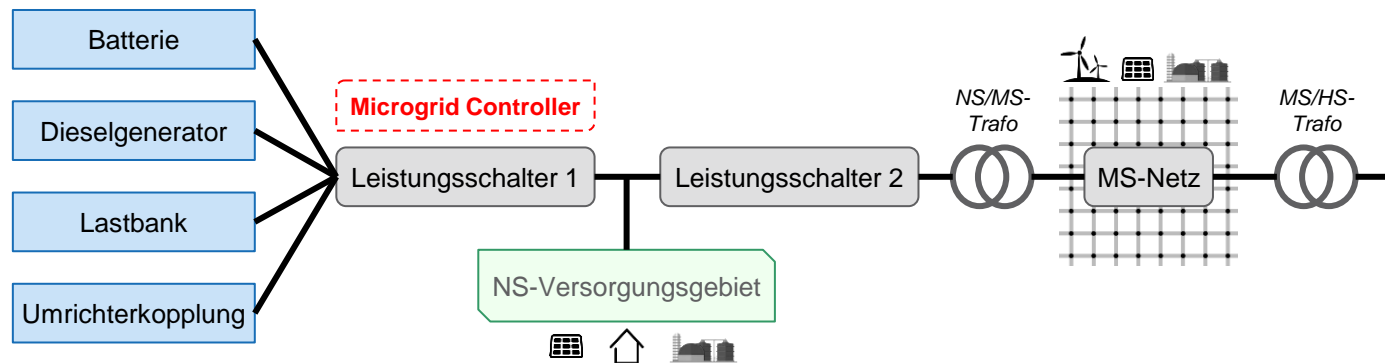 Batterie
Dieselgenerator
Lastbank
Umrichterkopplung
Microgrid Controller
Leistungsschalter 1
NS-Versorgungsgebiet
Leistungsschalter 2
NS/MS-
Trafo
MS-Netz
MS/HS-
Trafo